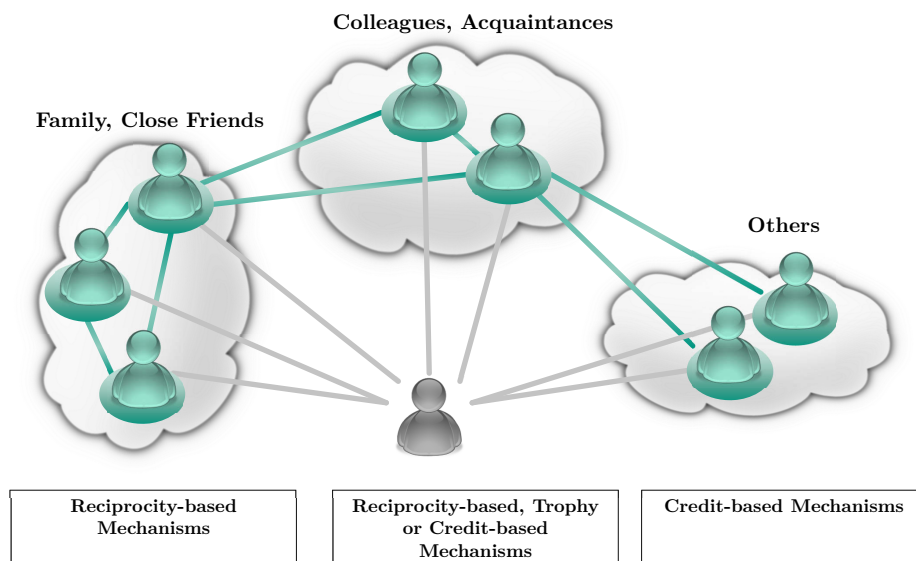 Colleagues, Acquaintances
Family, Close Friends
Others
Reciprocity-based
Mechanisms
Reciprocity-based, Trophy
or Credit-based
Mechanisms
Credit-based Mechanisms